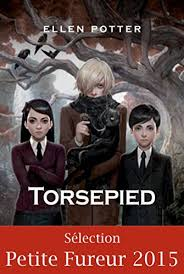 ELLEN POTTER
TORSEPIED
Sélection
Petite Fureur 2015